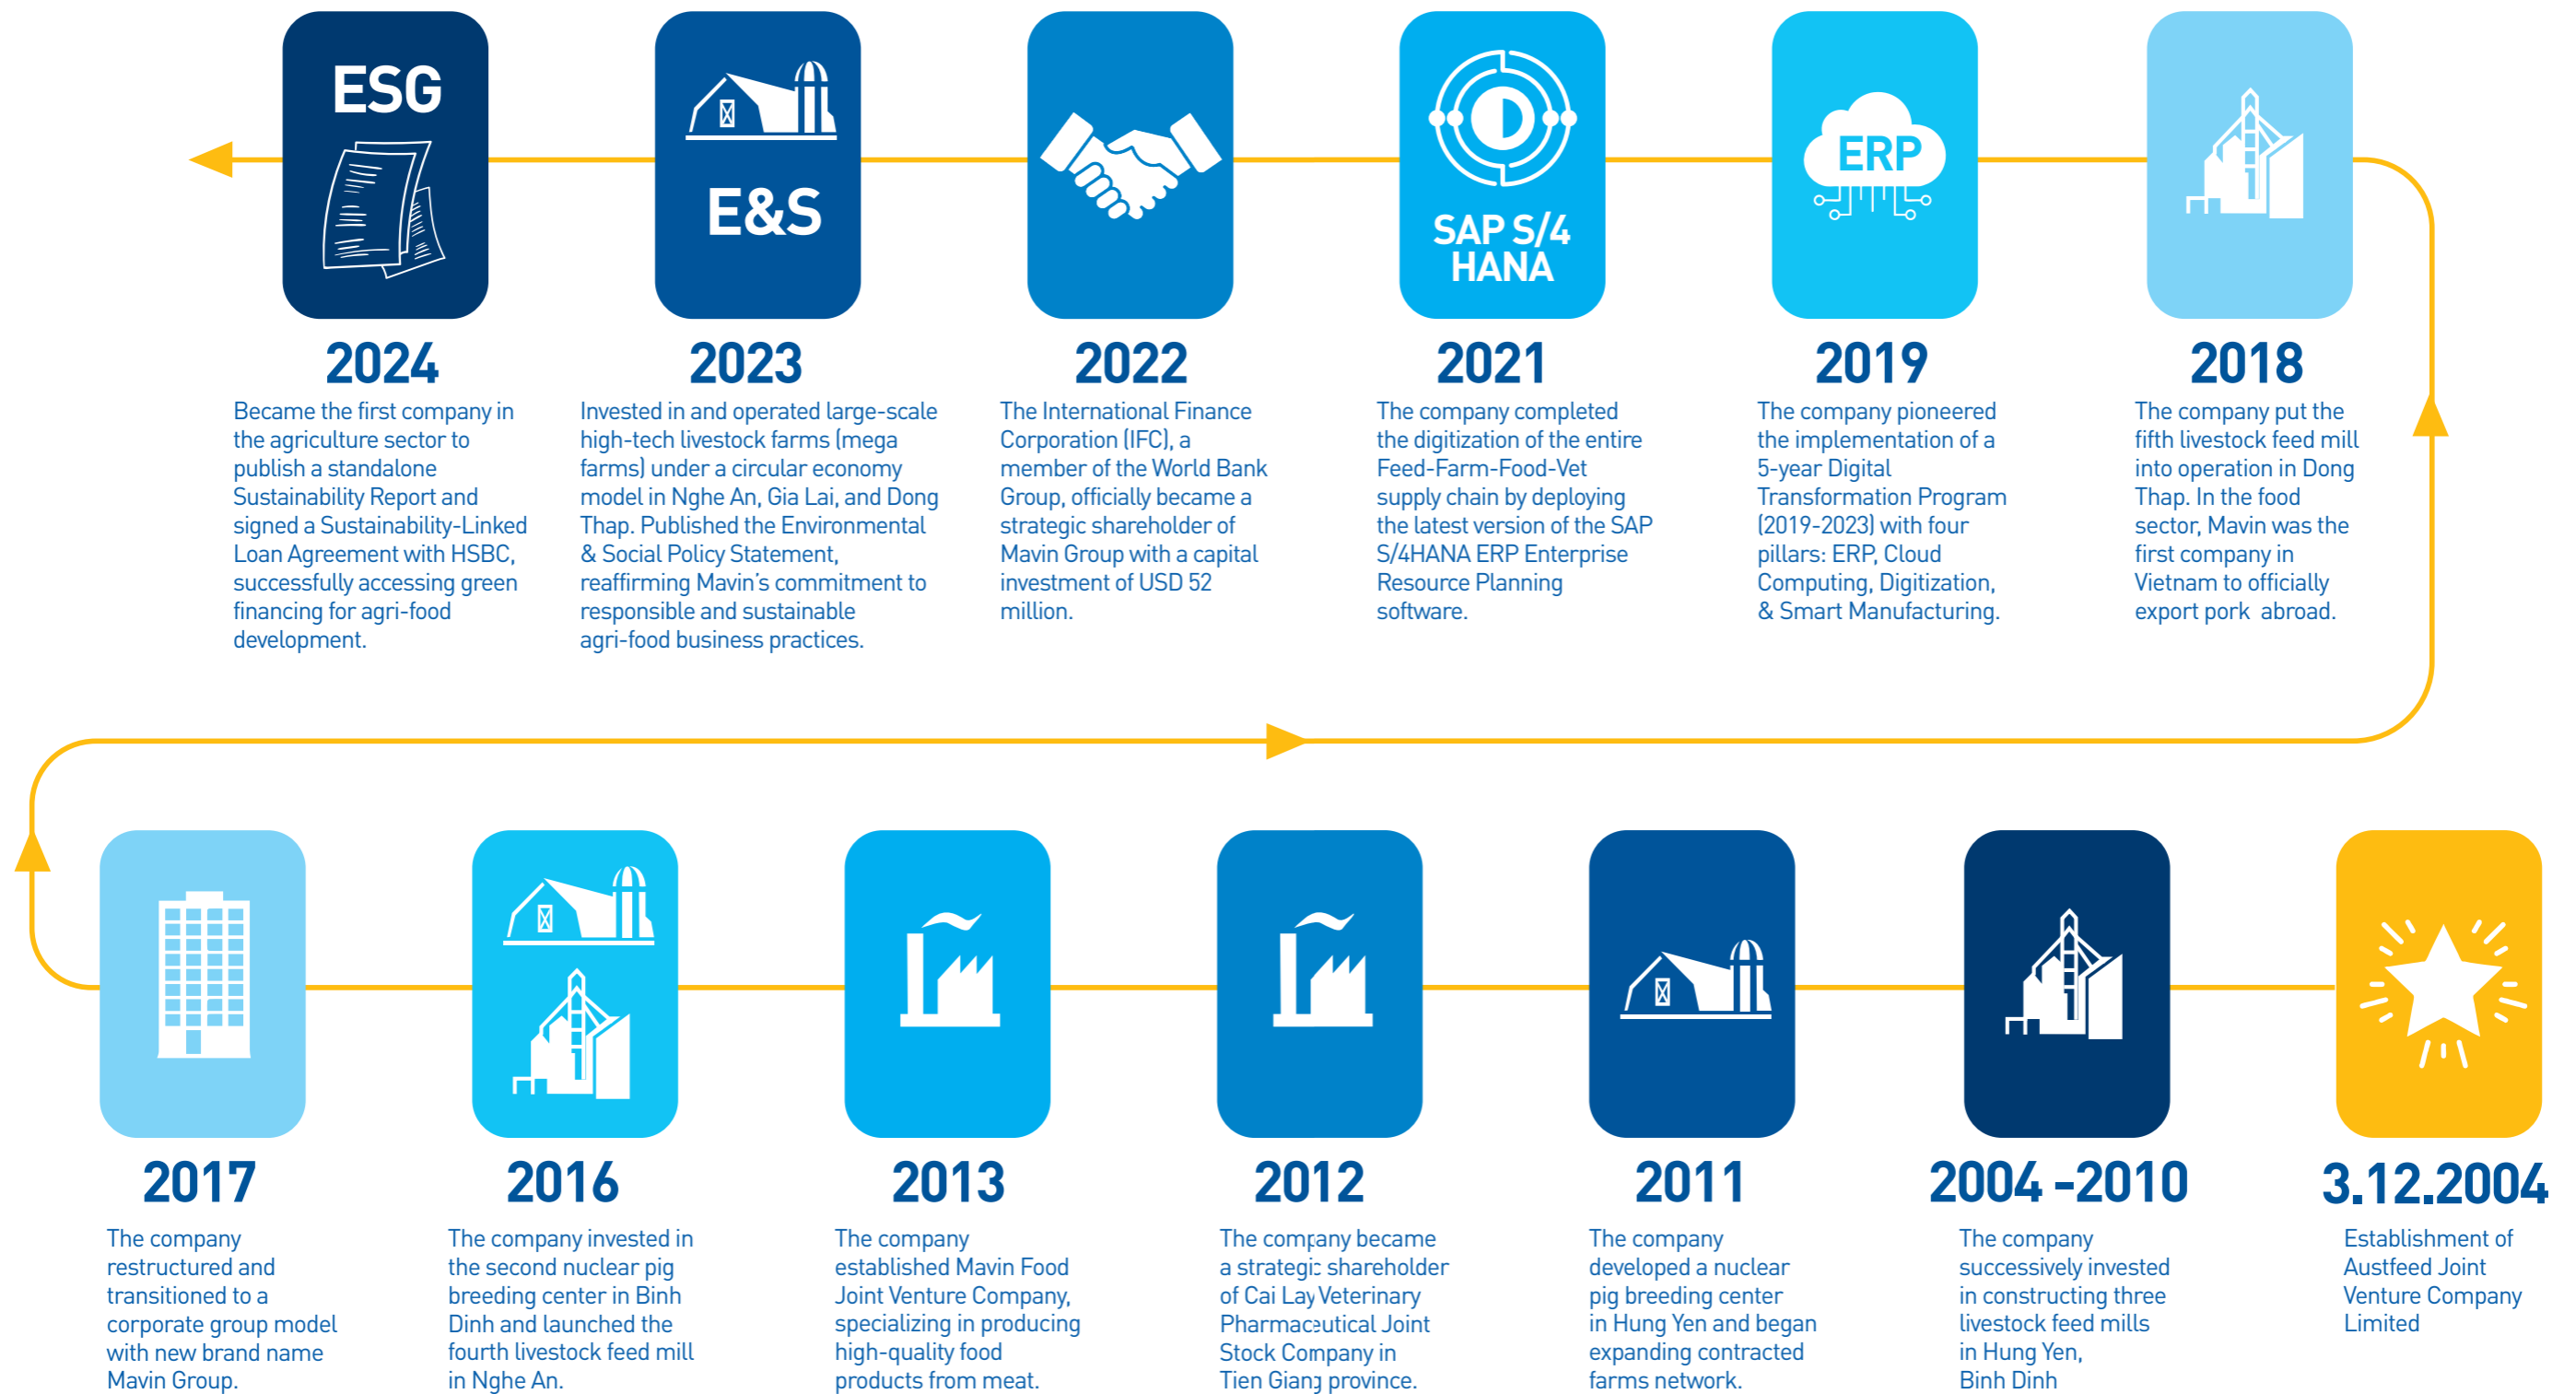 ESG
E&S
SAP S/4
HANA
ERP
2024
Became the first company in
the agriculture sector to
publish a standalone
Sustainability Report and
signed a Sustainability-Linked
Loan Agreement with HSBC,
successfully accessing green
financing for agri-food
development.
2023
Invested in and operated large-scale
high-tech livestock farms (mega
farms) under a circular economy
model in Nghe An, Gia Lai, and Dong
Thap. Published the Environmental
& Social Policy Statement,
reaffirming Mavin's commitment to
responsible and sustainable
agri-food business practices.
2022
The International Finance
Corporation (IFC), a
member of the World Bank
Group, officially became a
strategic shareholder of
Mavin Group with a capital
investment of USD 52
million.
2021
The company completed
the digitization of the entire
Feed-Farm-Food-Vet
supply chain by deploying
the latest version of the SAP
S/4HANA ERP Enterprise
Resource Planning
software.
2019
The company pioneered
the implementation of a
5-year Digital
Transformation Program
(2019-2023) with four
pillars: ERP, Cloud
Computing, Digitization,
& Smart Manufacturing.
2018
The company put the
fifth livestock feed mill
into operation in Dong
Thap. In the food
sector, Mavin was the
first company in
Vietnam to officially
export pork abroad.
2017
The company
restructured and
transitioned to a
corporate group model
with new brand name
Mavin Group.
2016
The company invested in
the second nuclear pig
breeding center in Binh
Dinh and launched the
fourth livestock feed mill
in Nghe An.
2013
The company
established Mavin Food
Joint Venture Company,
specializing in producing
high-quality food
products from meat.
2012
The company became
a strategic shareholder
of Cai Lay Veterinary
Pharmaceutical Joint
Stock Company in
Tien Giang province.
2011
The company
developed a nuclear
pig breeding center
in Hung Yen and began
expanding contracted
farms network.
2004 -2010
The company
successively invested
in constructing three
livestock feed mills
in Hung Yen,
Binh Dinh
3.12.2004
Establishment of
Austfeed Joint
Venture Company
Limited